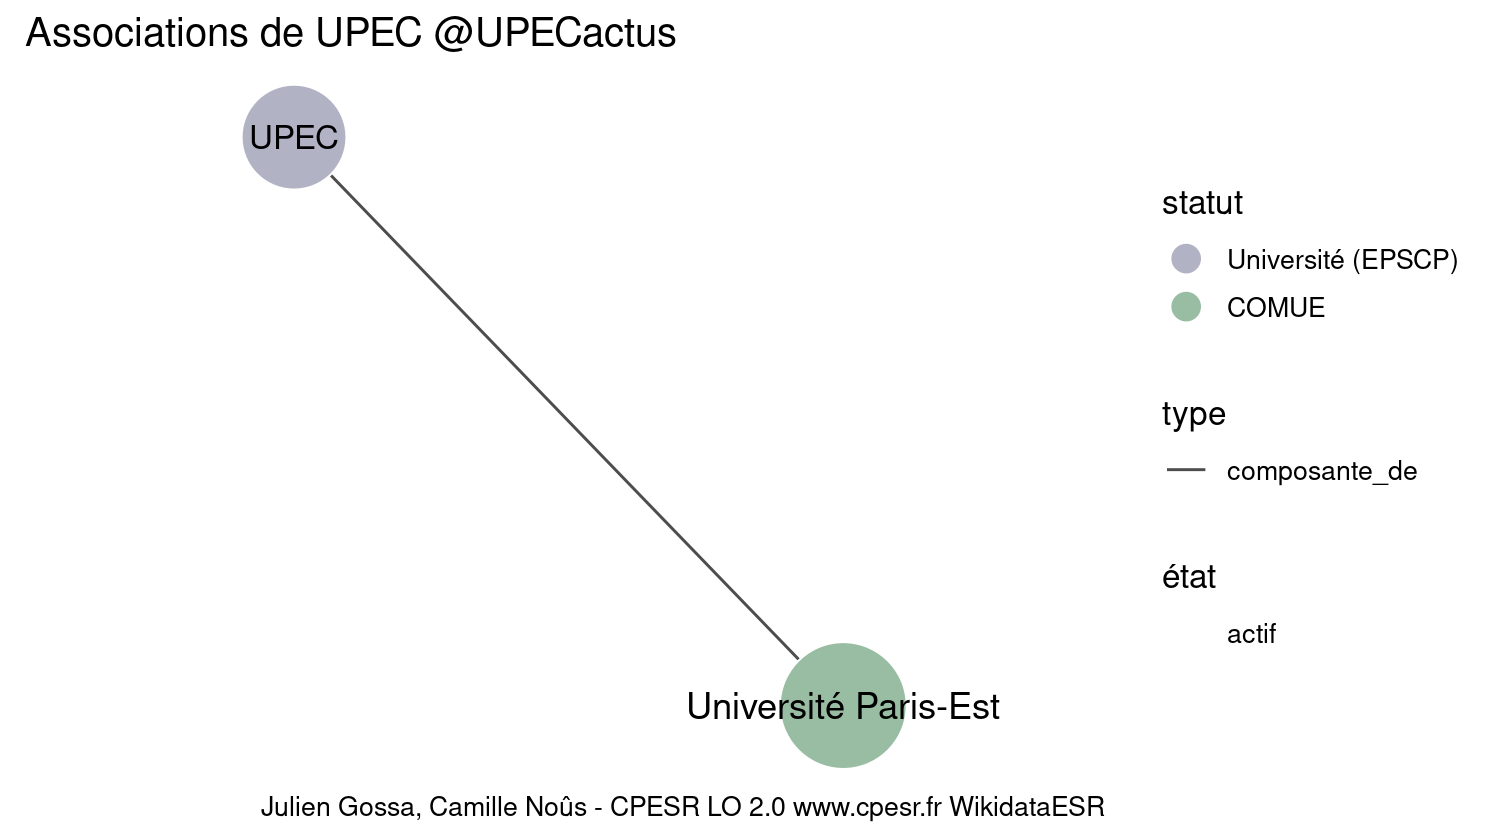 Associations de UPEC @UPECactus
UPEC
statut
Université (EPSCP)
COMUE
type
composante_de
état
actif
Université Paris-Est
Julien Gossa, Camille Noûs - CPESR LO 2.0 www.cpesr.fr WikidataESR